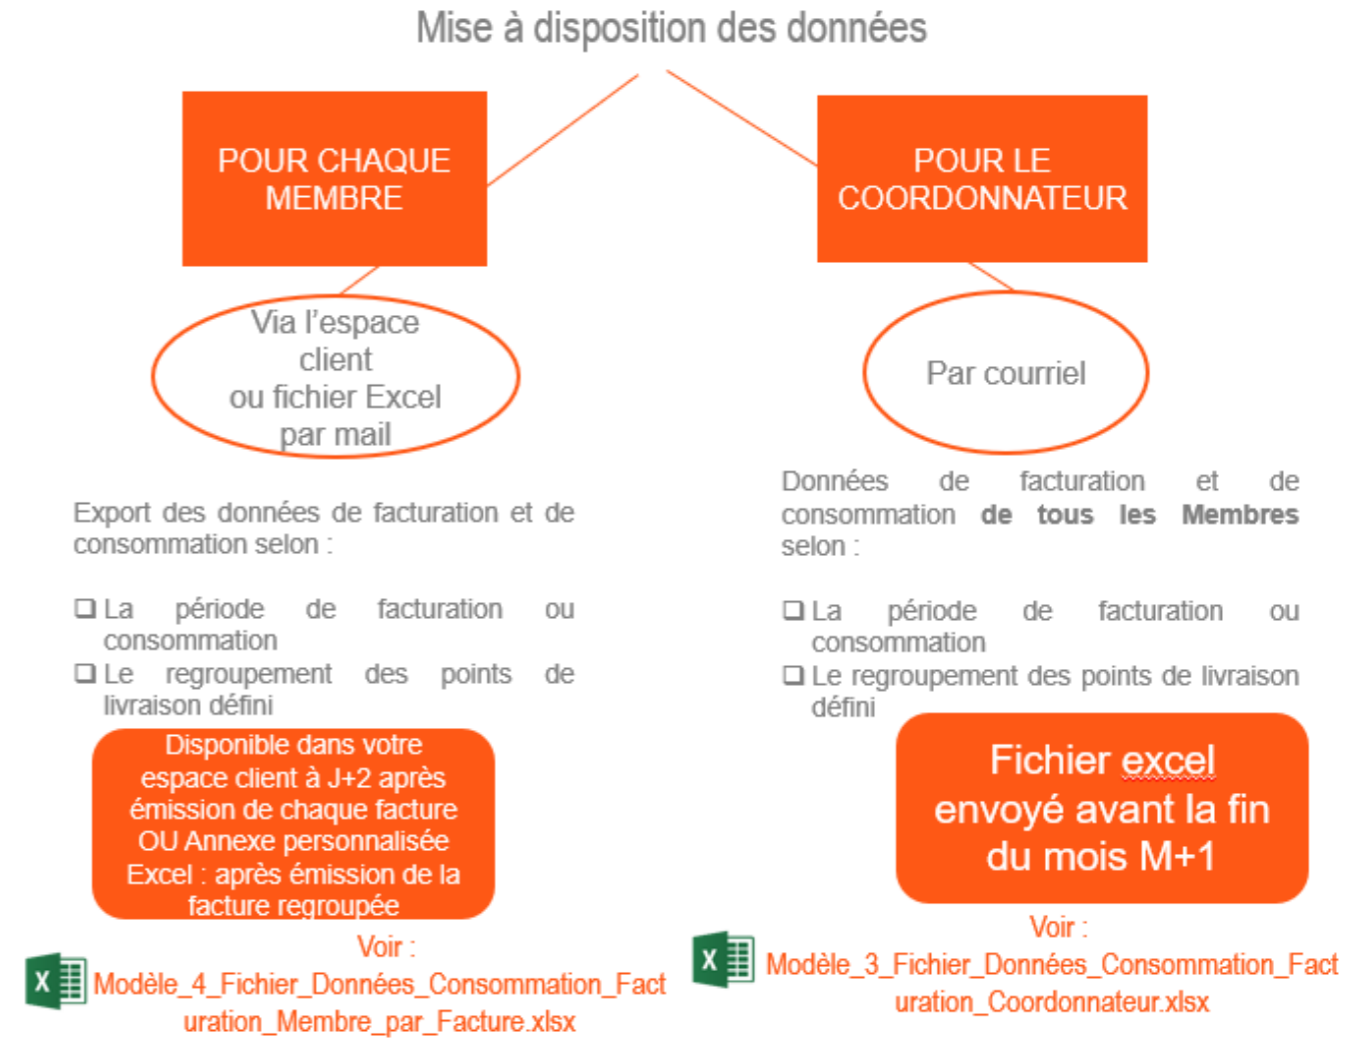 Mise à disposition des données
POUR CHAQUE
MEMBRE
Via l'espace
client
ou fichier Excel
par mail
Export des données de facturation et de
consommation selon :
La période de facturation ou
consommation
Le regroupement des points de
livraison défini
Disponible dans votre
espace client à J+2 après
émission de chaque facture
OU Annexe personnalisée
Excel : après émission de la
facture regroupée
Voir :
Modèle_4_Fichier_Données_Consommation_Fact
uration_Membre_par_Facture.xlsx
POUR LE
COORDONNATEUR
Par courriel
Données de facturation et de
consommation de tous les Membres
selon :
La période de facturation ou
consommation
Le regroupement des points de livraison
défini
Fichier excel
envoyé avant la fin
du mois M+1
Voir :
Modèle_3_Fichier_Données_Consommation_Fact
uration_Coordonnateur.xlsx